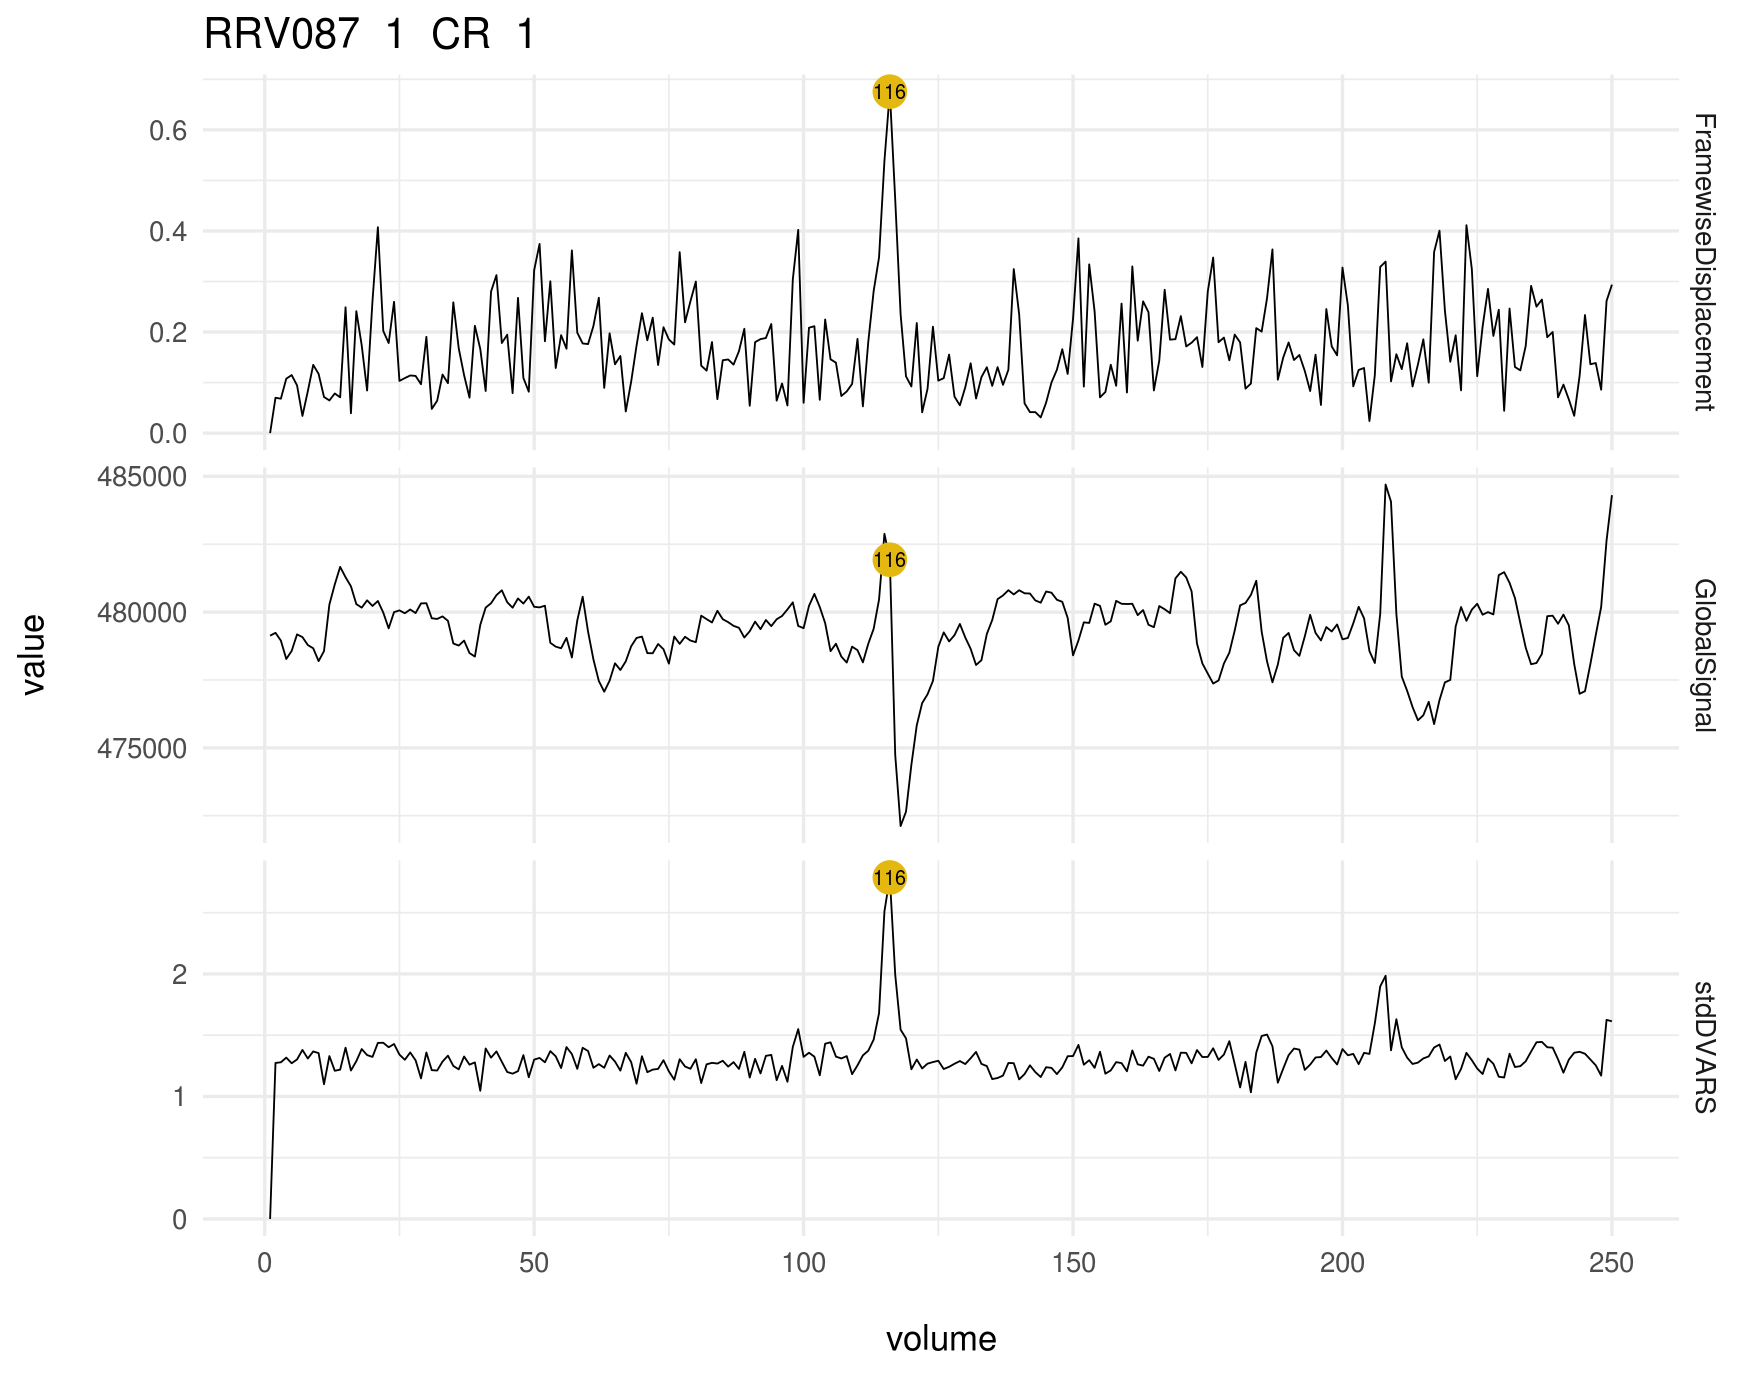 RRV087 1 CR 1
value
0.6
0.4
0.2
0.0
116
FramewiseDisplacement
485000
480000
475000
116
GlobalSignal
2
1
0
116
stdDVARS
0 50 100 150 200 250
volume